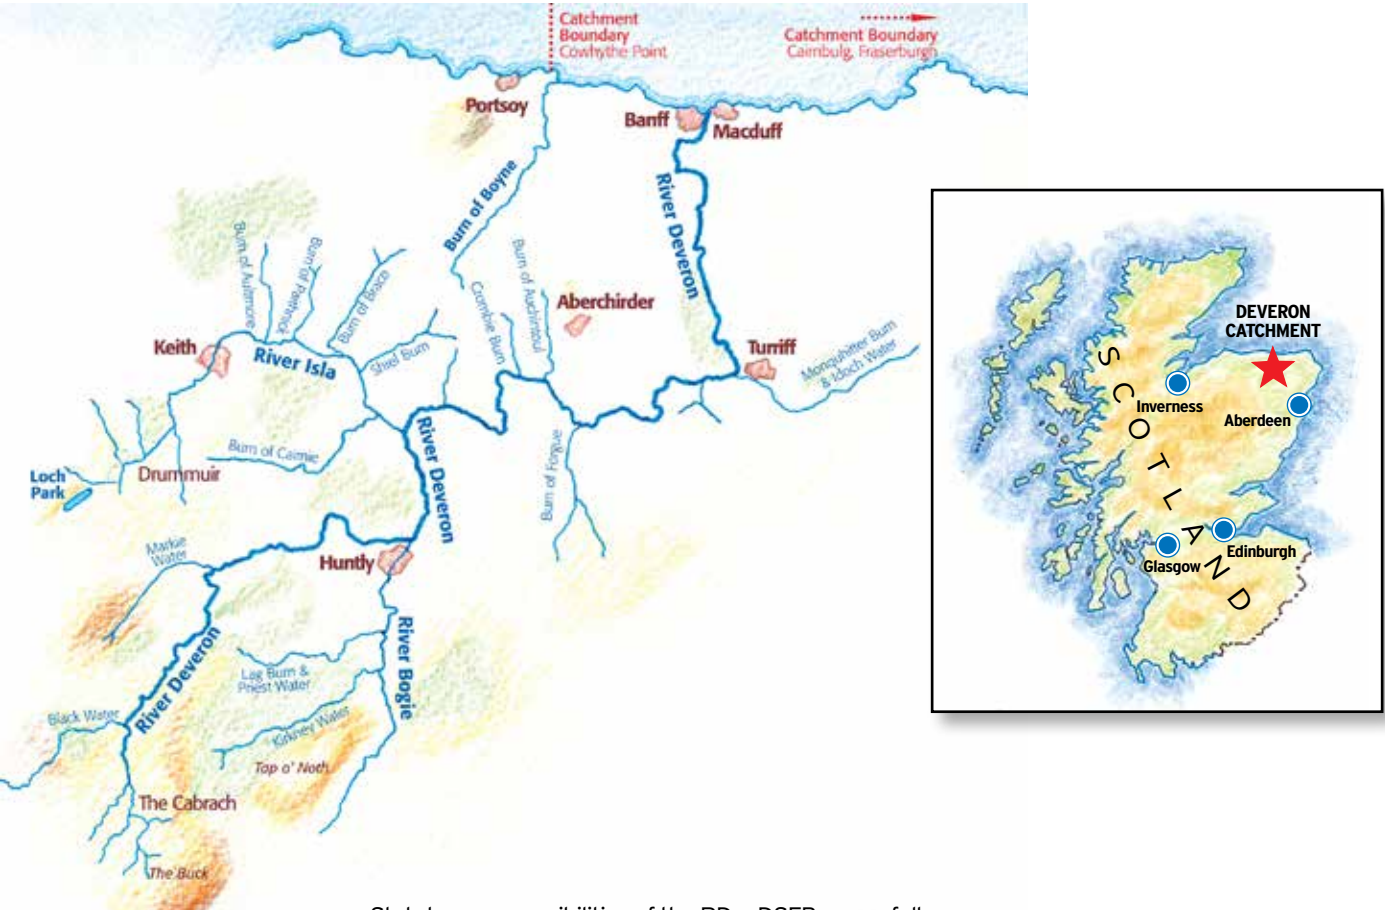 Catchment
Boundary
Cowhythe Point
Catchment Boundary
Cairnbulg, Fraserburgh
Portsoy
Banff
Macduff
Burn of Boyne
River Deveron
Burn of Aultmore
Burn of Paithnick
Burn of Braco
Crombie Burn
Burn of Auchintoul
Aberchirder
Keith
River Isla
Shiel Burn
Turriff
Monquhitter Burn
& Idoch Water
Burn of Cairnie
River Deveron
Burn of Forgue
Loch
Park
Drummuir
Markie
Water
Huntly
River Deveron
River Bogie
Lag Burn &
Priest Water
Black Water
Kirkney Water
Tap o' Noth
The Cabrach
The Buck
DEVERON
CATCHMENT
SCOTLAND
Inverness
Aberdeen
Edinburgh
Glasgow